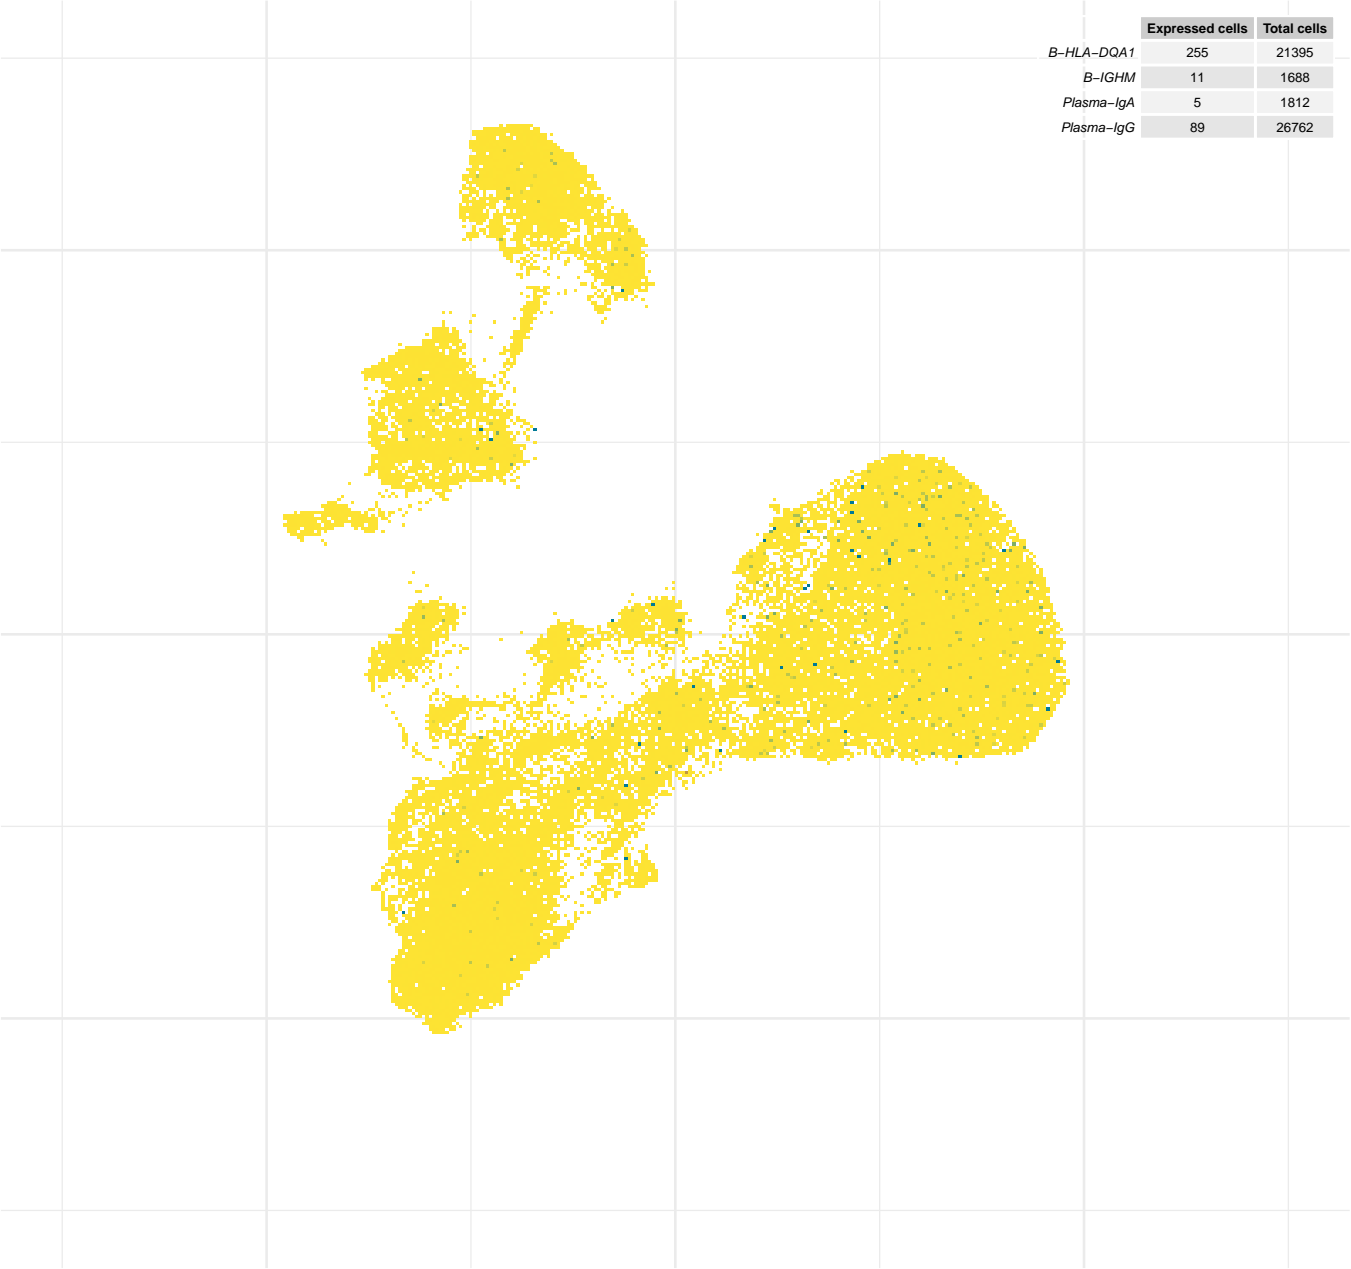 Expressed cells Total cells
B−HLA−DQA1 255 21395
B−IGHM 11 1688
Plasma−IgA 5 1812
Plasma−IgG 89 26762